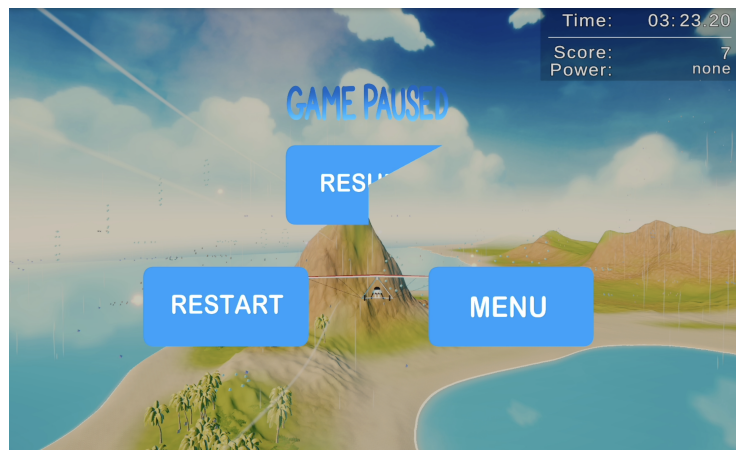 Time: 03:23.20
Score: 7
Power: none
GAME PAUSED
RESU
RESTART
MENU